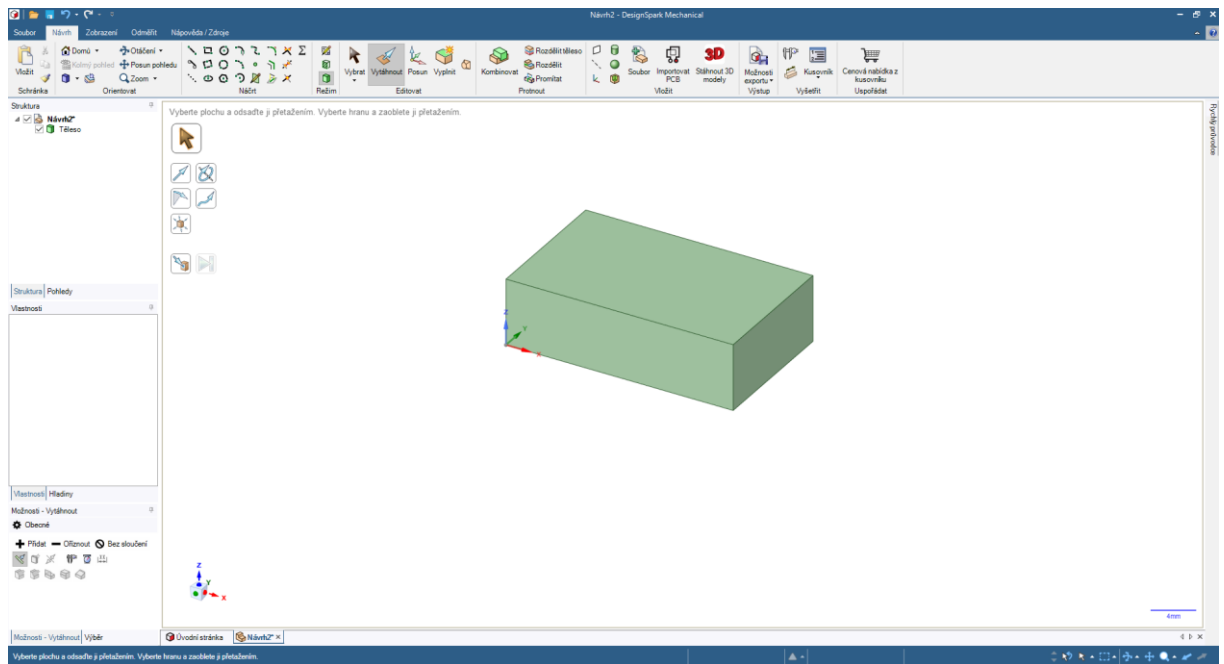 Návrh2 - DesignSpark Mechanical
Soubor Návrh Zobrazení Odměřit Nápověda / Zdroje
Vložit
Schránka
Domů Otáčení
Kolmý pohled Posun pohledu
Zoom
Orientovat
Náčrt
Režim
Vybrat Vytáhnout Posun Vyplnit
Editovat
Kombinovat
Rozdělit těleso
Rozdělit
Promítat
Protnout
Soubor Importovat PCB Stáhnout 3D modely
3D
Vložit
Možnosti exportu
Výstup
Kusovník
Vyšetřit
Cenová nabídka z kusovníku
Uspořádat
Struktura
Návrh2*
Těleso
Struktura Pohledy
Vlastnosti
Vlastnosti Hladiny
Možnosti - Vytáhnout
Obecné
Přidat Oříznout Bez sloučení
Možnosti - Vytáhnout Výběr
Vyberte plochu a odsaďte ji přetažením. Vyberte hranu a zaoblete ji přetažením.
Z
Y
X
Z
Y
X
4mm
Rychlý průvodce
Úvodní stránka Návrh2*
Vyberte plochu a odsaďte ji přetažením. Vyberte hranu a zaoblete ji přetažením.